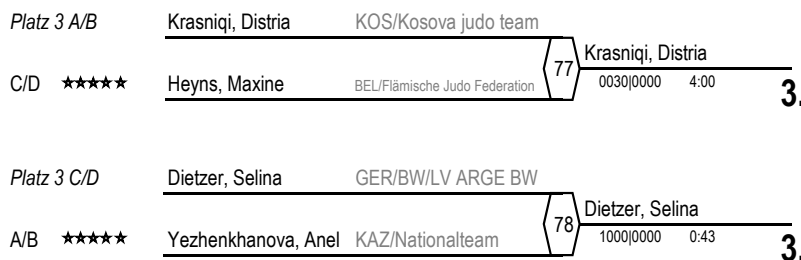 Platz 3 A/B Krasniqi, Distria KOS/Kosova judo team
77 Krasniqi, Distria
C/D ★★★★★ Heyns, Maxine BEL/Flämische Judo Federation 0030|0000 4:00 3.
Platz 3 C/D Dietzer, Selina GER/BW/LV ARGE BW
78 Dietzer, Selina
A/B ★★★★★ Yezhenkhanova, Anel KAZ/Nationalteam 1000|0000 0:43 3.